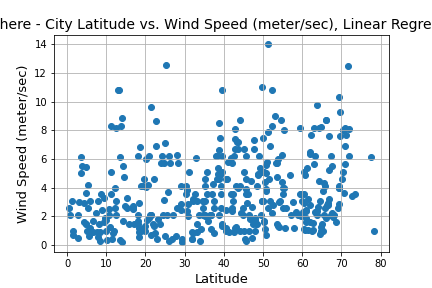 here - City Latitude vs. Wind Speed (meter/sec), Linear Regre
14
12
10
8
6
4
2
0
Wind Speed (meter/sec)
0 10 20 30 40 50 60 70 80
Latitude